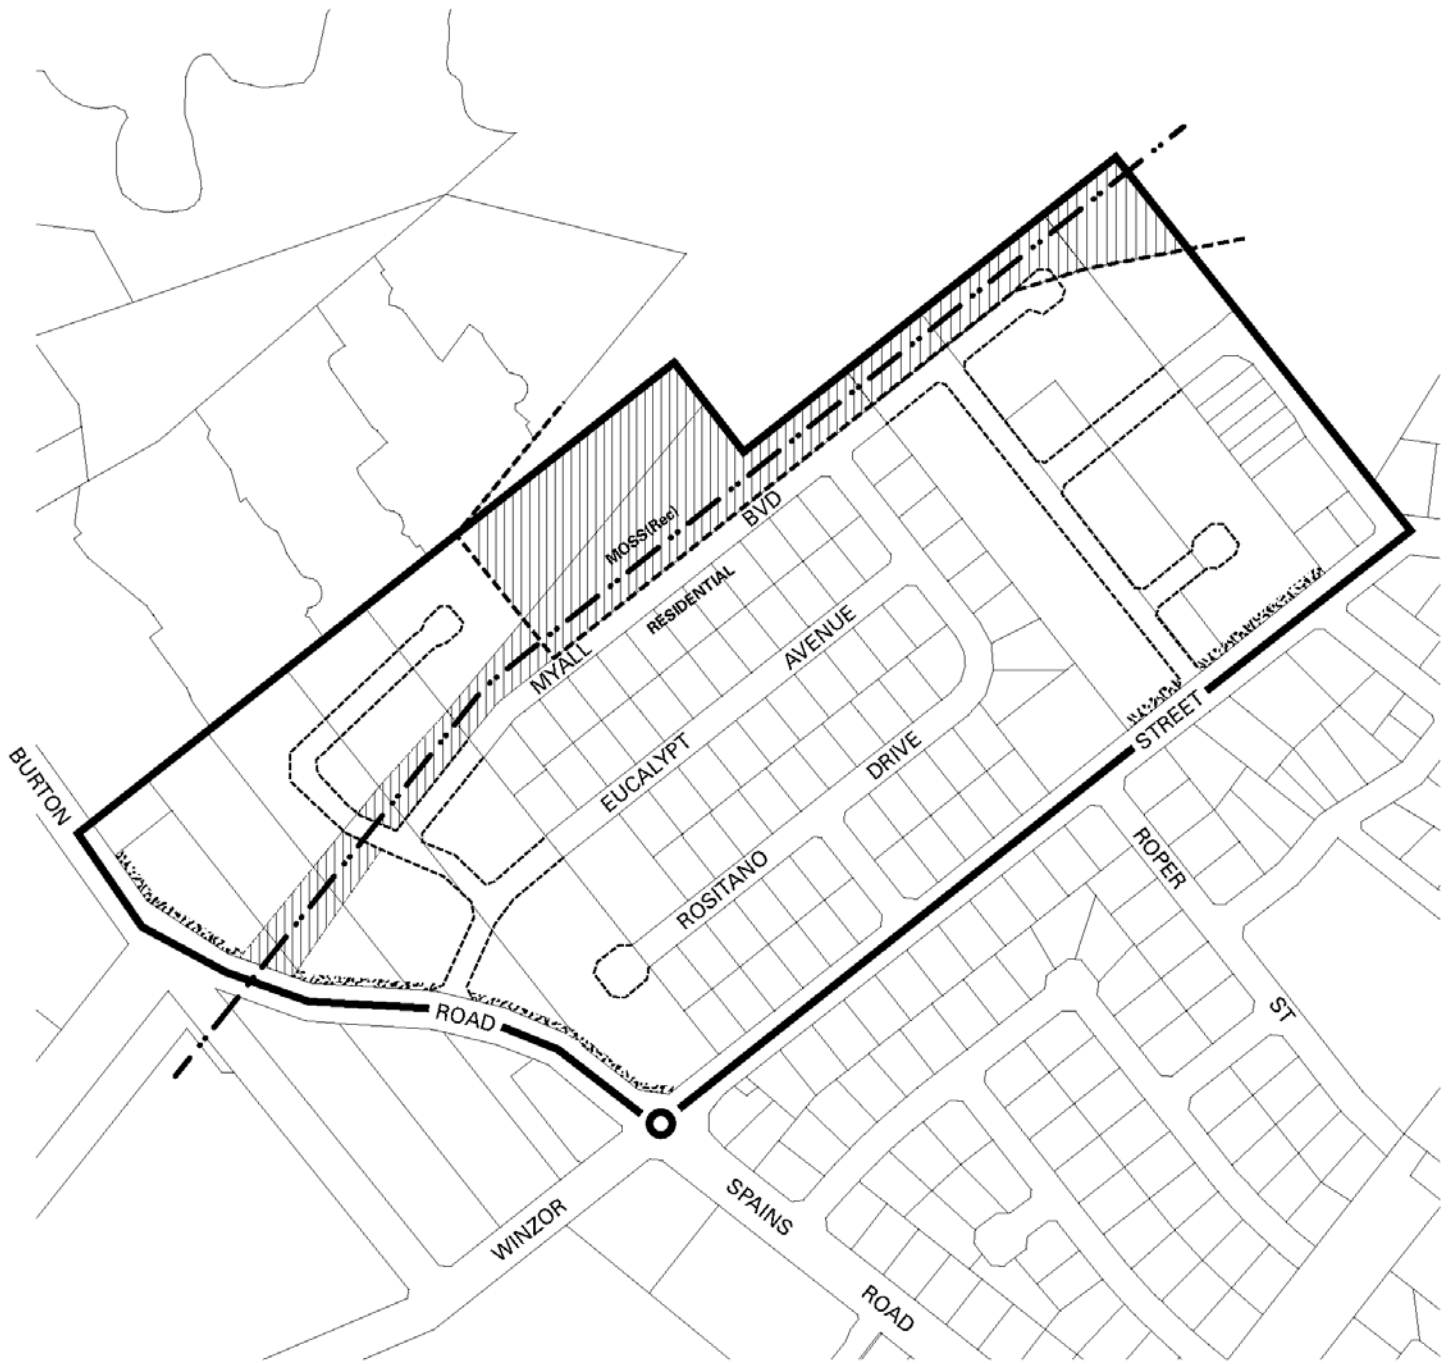 MOSS(Rec)
BVD
RESIDENTIAL
MYALL
AVENUE
EUCALYPT
DRIVE
STREET
BURTON
ROPER
ROSITANO
ROAD
ST
WINZOR
SPAINS
ROAD